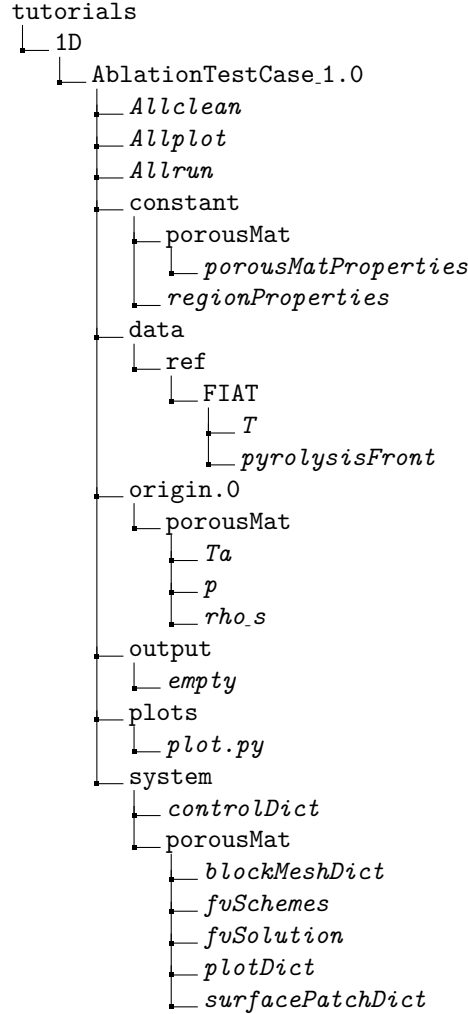 tutorials
1D
AblationTestCase_1.0
Allclean
Allplot
Allrun
constant
porousMat
porousMatProperties
regionProperties
data
ref
FIAT
T
pyrolysisFront
origin.0
porousMat
Ta
p
rho_s
output
empty
plots
plot.py
system
controlDict
porousMat
blockMeshDict
fvSchemes
fvSolution
plotDict
surfacePatchDict